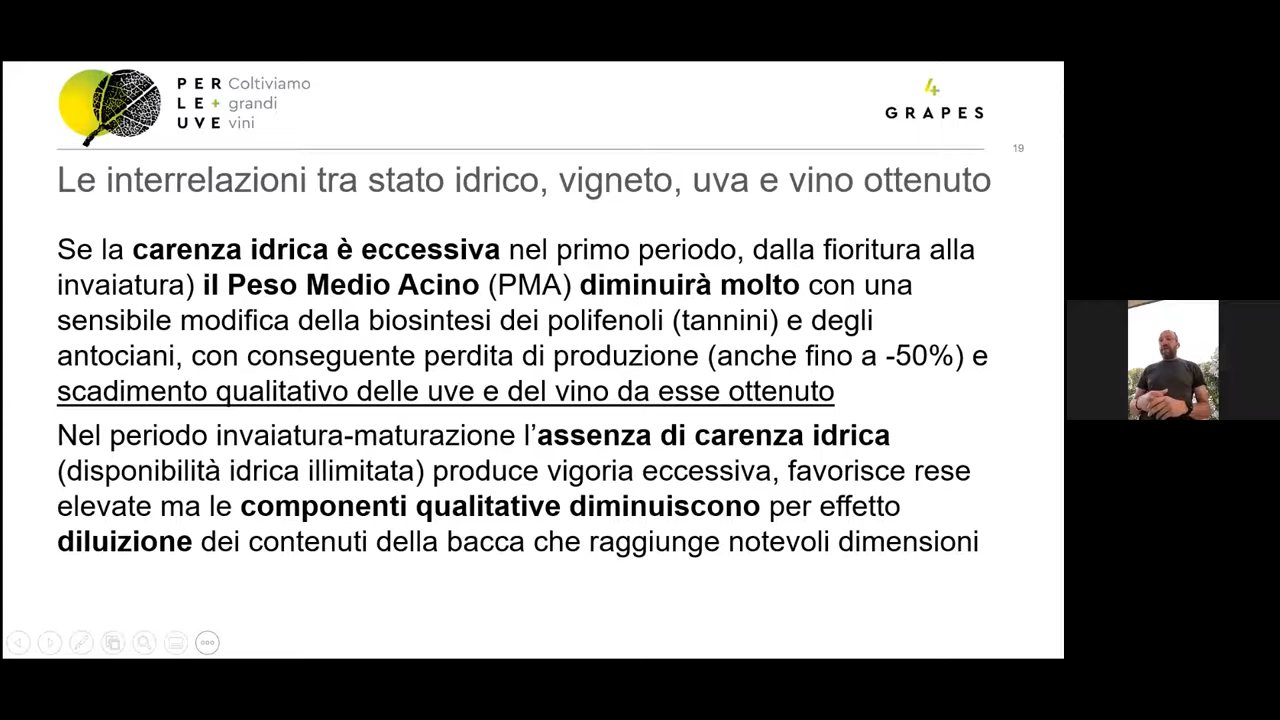 PER Coltiviamo
LE + grandi
UVE vini
4
GRAPES
19
Le interrelazioni tra stato idrico, vigneto, uva e vino ottenuto
Se la carenza idrica è eccessiva nel primo periodo, dalla fioritura alla
invaiatura) il Peso Medio Acino (PMA) diminuirà molto con una
sensibile modifica della biosintesi dei polifenoli (tannini) e degli
antociani, con conseguente perdita di produzione (anche fino a -50%) e
scadimento qualitativo delle uve e del vino da esse ottenuto
Nel periodo invaiatura-maturazione l’assenza di carenza idrica
(disponibilità idrica illimitata) produce vigoria eccessiva, favorisce rese
elevate ma le componenti qualitative diminuiscono per effetto
diluizione dei contenuti della bacca che raggiunge notevoli dimensioni